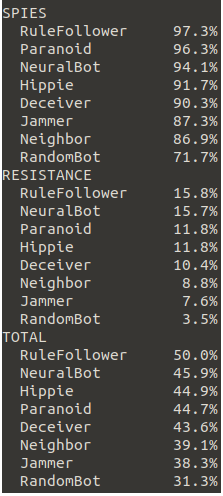 SPIES
RuleFollower 97.3%
Paranoid 96.3%
NeuralBot 94.1%
Hippie 91.7%
Deceiver 90.3%
Jammer 87.3%
Neighbor 86.9%
RandomBot 71.7%
RESISTANCE
RuleFollower 15.8%
NeuralBot 15.7%
Paranoid 11.8%
Hippie 11.8%
Deceiver 10.4%
Neighbor 8.8%
Jammer 7.6%
RandomBot 3.5%
TOTAL
RuleFollower 50.0%
NeuralBot 45.9%
Hippie 44.9%
Paranoid 44.7%
Deceiver 43.6%
Neighbor 39.1%
Jammer 38.3%
RandomBot 31.3%